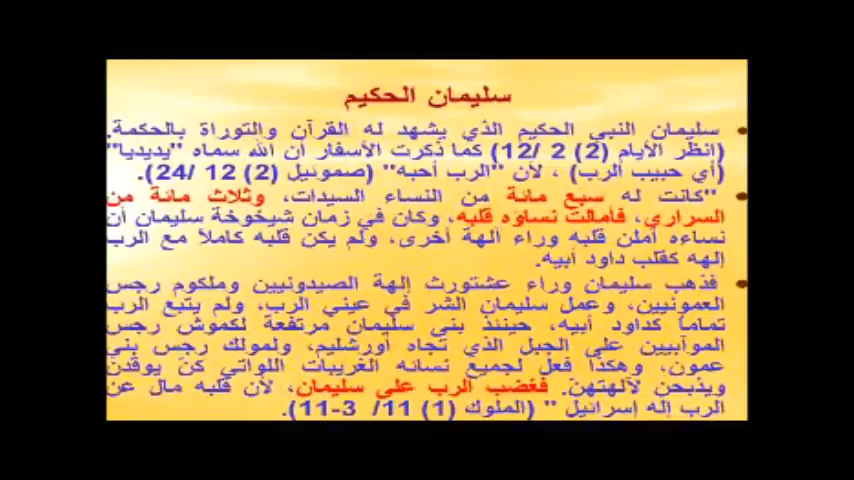 سليمان الحكيم
• سليمان النبي الحكيم الذي يشهد له القرآن والتوراة بالحكمة.
(انظر الأيام (2) 2 /12) كما ذكرت الأسفار أن الله سماه "يديديا"
(أي حبيب الرب) ، لأن "الرب أحبه" (صموئيل (2) 12 /24).
• "كانت له سبع مائة من النساء السيدات، وثلاث مائة من
السراري، فأمالت نساؤه قلبه، وكان في زمان شيخوخة سليمان أن
نساءه أملن قلبه وراء آلهة أخرى، ولم يكن قلبه كاملاً مع الرب
إلهه كقلب داود أبيه.
• فذهب سليمان وراء عشتورث إلهة الصيدونيين وملكوم رجس
العمونيين، وعمل سليمان الشر في عيني الرب، ولم يتبع الرب
تماماً كداود أبيه، حينئذ بنى سليمان مرتفعة لكموش رجس
الموآبيين على الجبل الذي تجاه أورشليم، ولمولك رجس بني
عمون، وهكذا فعل لجميع نسائه الغريبات اللواتي كن يوقدن
ويذبحن لآلهتهن. فغضب الرب على سليمان، لأن قلبه مال عن
الرب إله إسرائيل " (الملوك (1) 11/ 3-11).